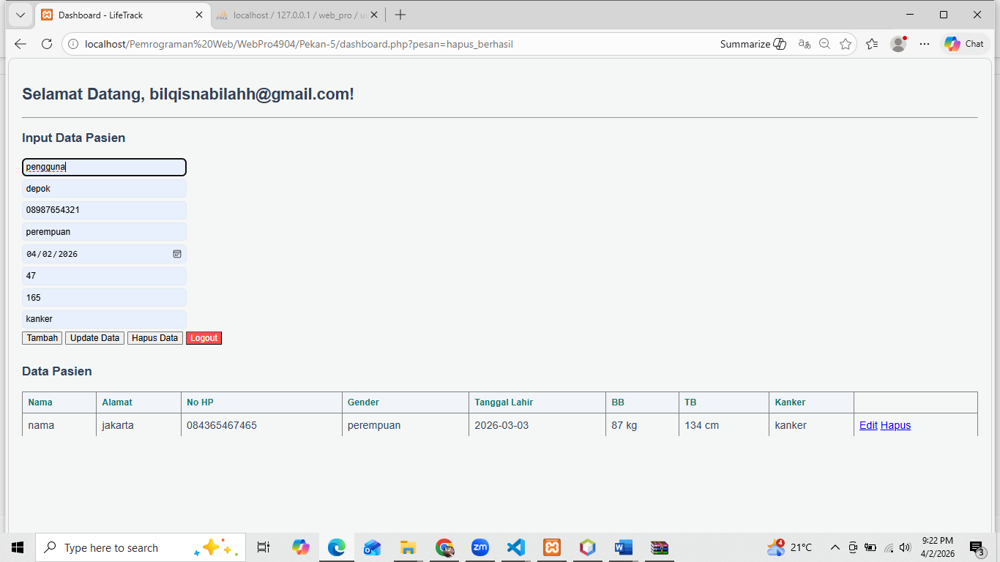 Dashboard - LifeTrack
localhost / 127.0.0.1 / web_pro / us
localhost/Pemrograman%20Web/WebPro4904/Pekan-5/dashboard.php?pesan=hapus_berhasil
Summarize
Chat
Selamat Datang, bilqisnabilahh@gmail.com!
Input Data Pasien
pengguna
depok
08987654321
perempuan
04/02/2026
47
165
kanker
Tambah Update Data Hapus Data Logout
Data Pasien
Nama Alamat No HP Gender Tanggal Lahir BB TB Kanker
nama jakarta 084365467465 perempuan 2026-03-03 87 kg 134 cm kanker Edit Hapus
Type here to search
4
21°C
9:22 PM
4/2/2026
3